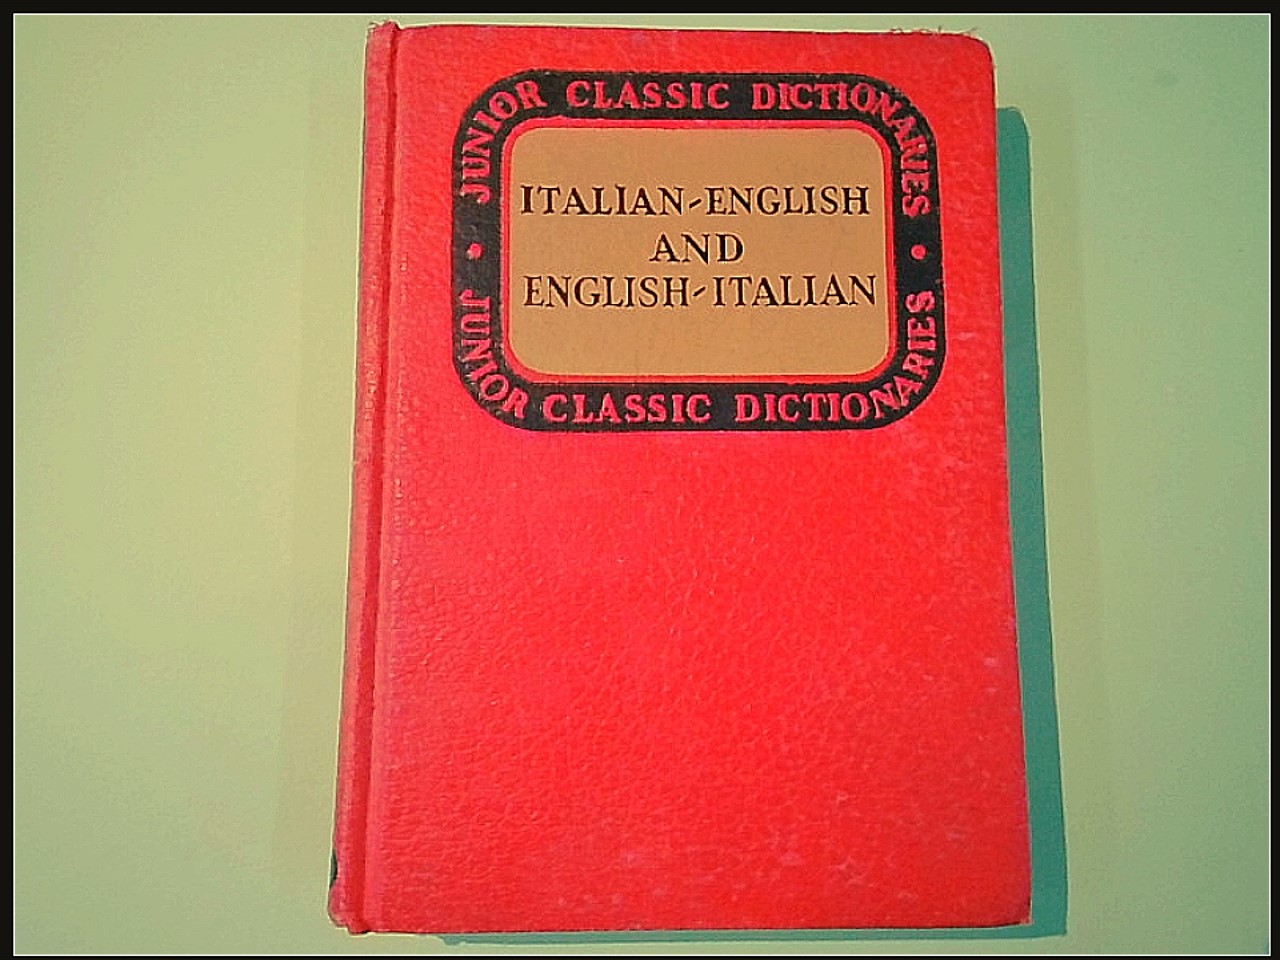 JUNIOR CLASSIC DICTIONARIES
ITALIAN-ENGLISH
AND
ENGLISH-ITALIAN
JUNIOR CLASSIC DICTIONARIES